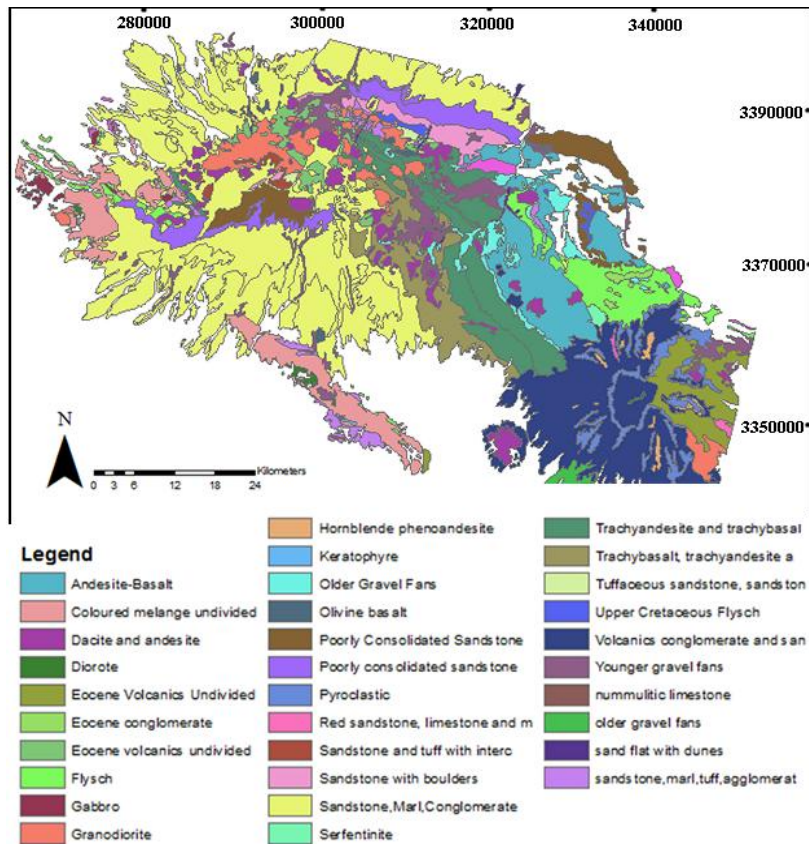 280000 300000 320000 340000
3390000
3370000
3350000
N
Kilometers
0 3 6 12 18 24
Legend
Andesite-Basalt
Coloured melange undivided
Dacite and andesite
Diorote
Eocene Volcanics Undivided
Eocene conglomerate
Eocene volcanics undivided
Flysch
Gabbro
Granodiorite
Hornblende phenoandesite
Keratophyre
Older Gravel Fans
Olivine basalt
Poorly Consolidated Sandstone
Poorly consolidated sandstone
Pyroclastic
Red sandstone, limestone and m
Sandstone and tuff with interc
Sandstone with boulders
Sandstone,Marl,Conglomerate
Serfentinite
Trachyandesite and trachybasal
Trachybasalt, trachyandesite a
Tuffaceous sandstone, sandston
Upper Cretaceous Flysch
Volcanics conglomerate and san
Younger gravel fans
nummulitic limestone
older gravel fans
sand flat with dunes
sandstone,marl,tuff,agglomerat